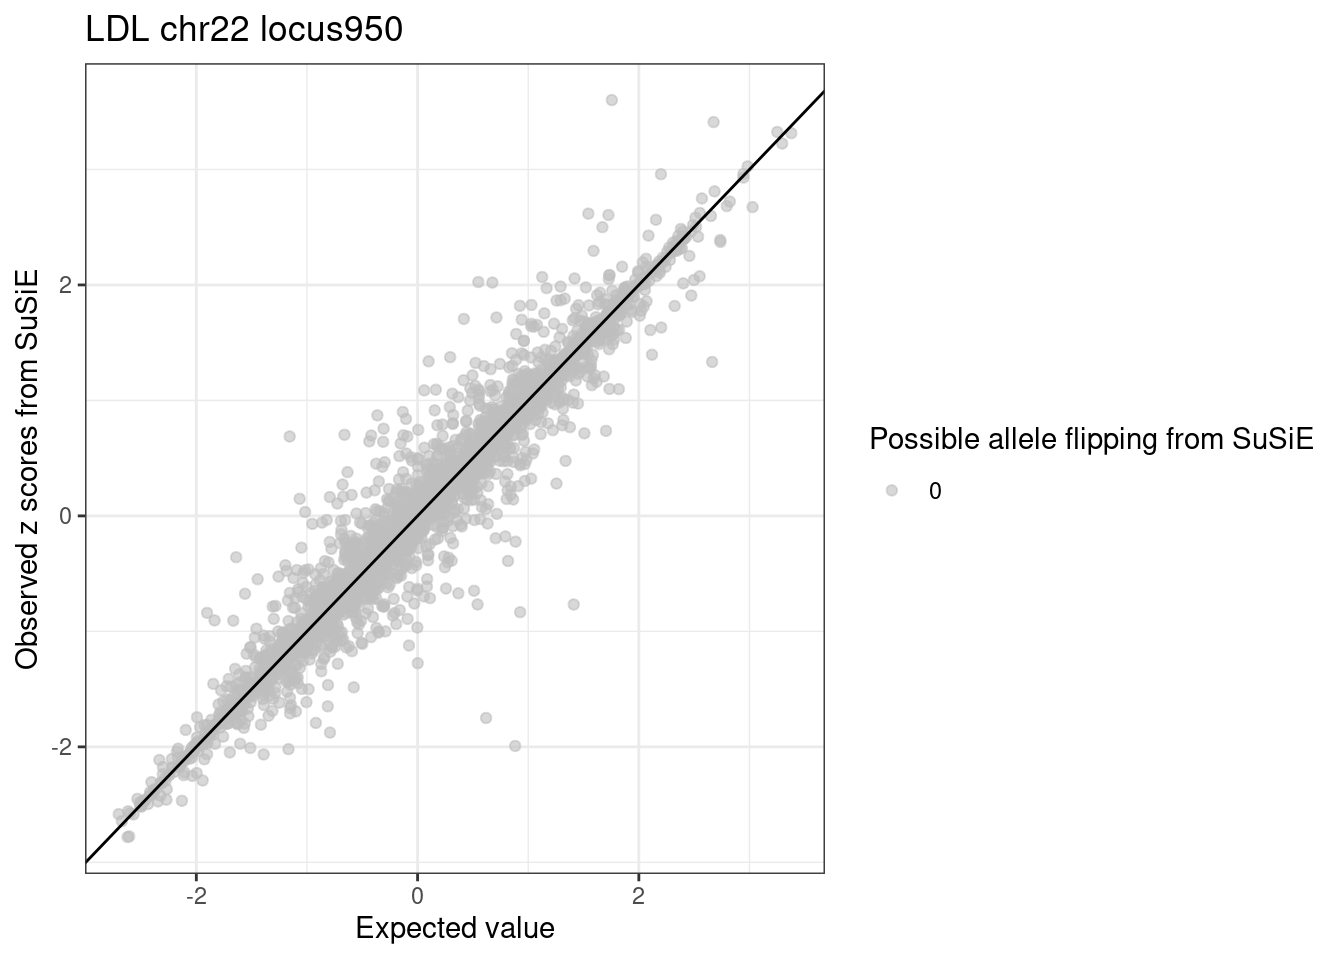 LDL chr22 locus950
Observed z scores from SuSiE
2
0
-2
-2 0 2
Expected value
Possible allele flipping from SuSiE
0